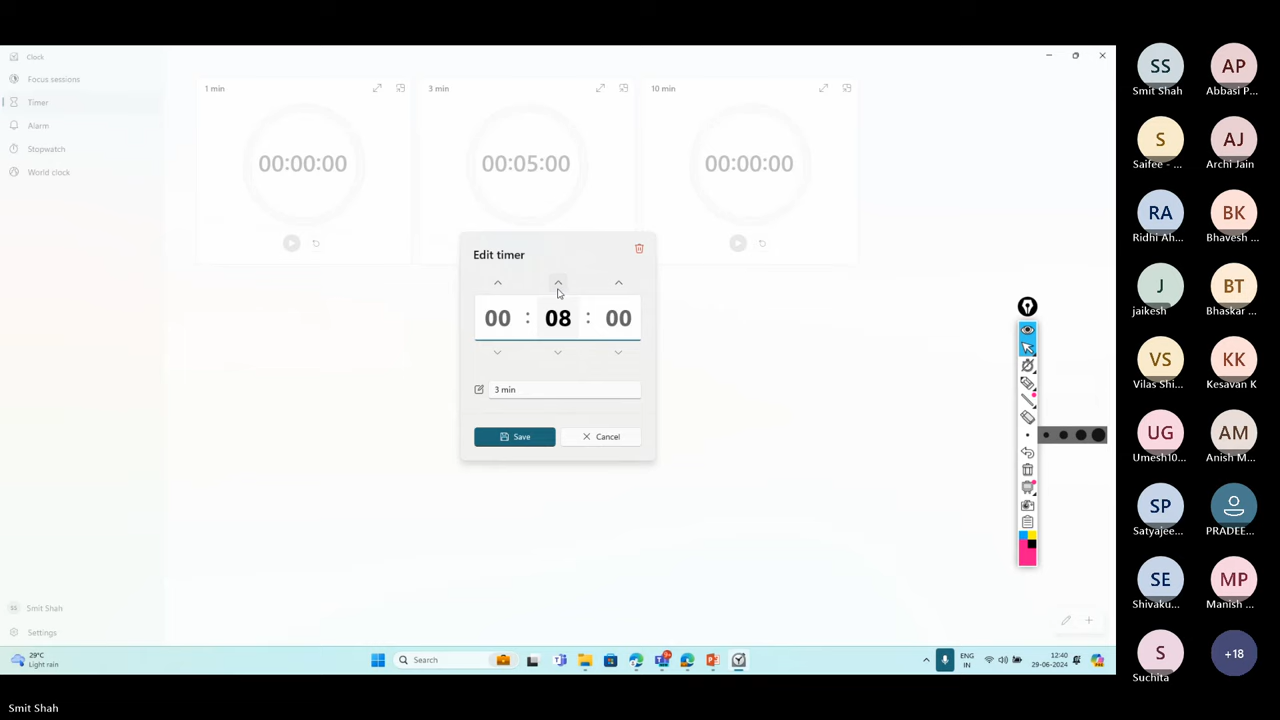 Clock
Focus sessions
Timer
Alarm
Stopwatch
World clock
1 min
00:00:00
3 min
00:05:00
10 min
00:00:00
Edit timer
00 : 08 : 00
3 min
Save
Cancel
SS Smit Shah
Settings
29°C
Light rain
Search
ENG
IN
12:40
29-06-2024
SS
Smit Shah
AP
Abbasi P...
S
Saifee - ...
AJ
Archi Jain
RA
Ridhi Ah...
BK
Bhavesh ...
J
jaikesh
BT
Bhaskar ...
VS
Vilas Shi...
KK
Kesavan K
UG
Umesh10...
AM
Anish M...
SP
Satyajee...
PRADEE...
SE
Shivaku...
MP
Manish ...
S
Suchita
+18
Smit Shah